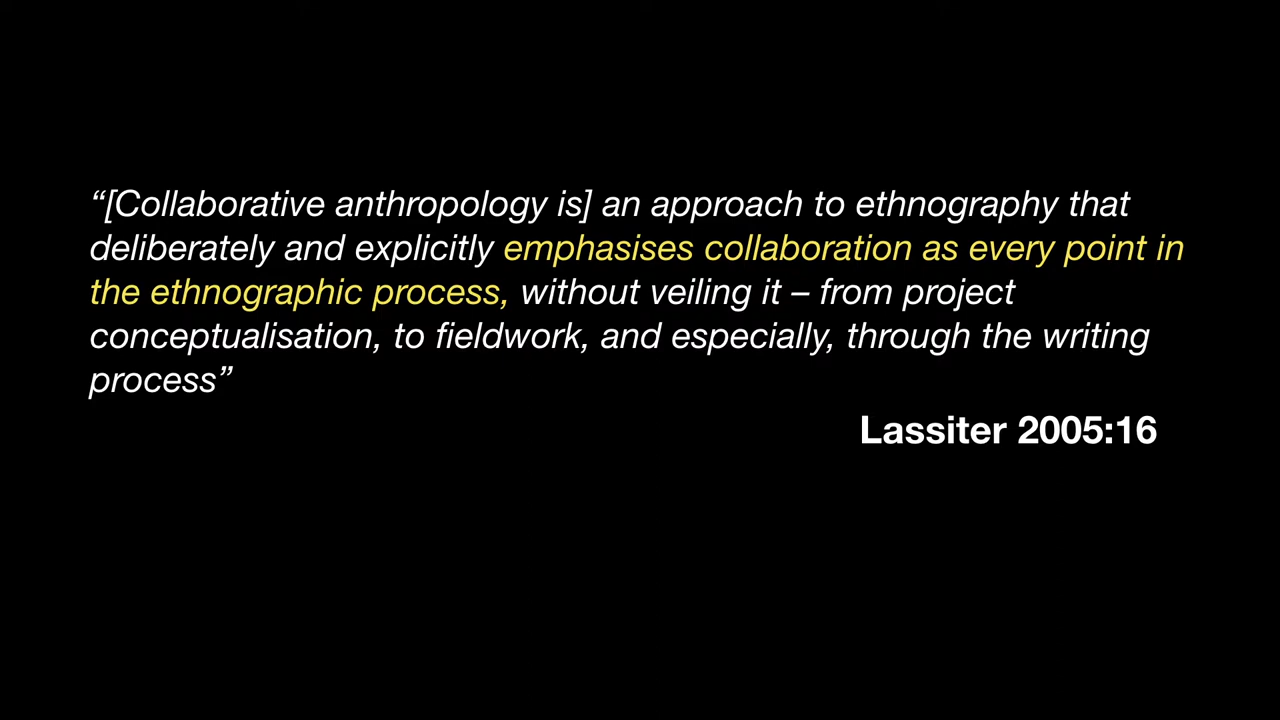 “[Collaborative anthropology is] an approach to ethnography that
deliberately and explicitly emphasises collaboration as every point in
the ethnographic process, without veiling it – from project
conceptualisation, to fieldwork, and especially, through the writing
process”
Lassiter 2005:16